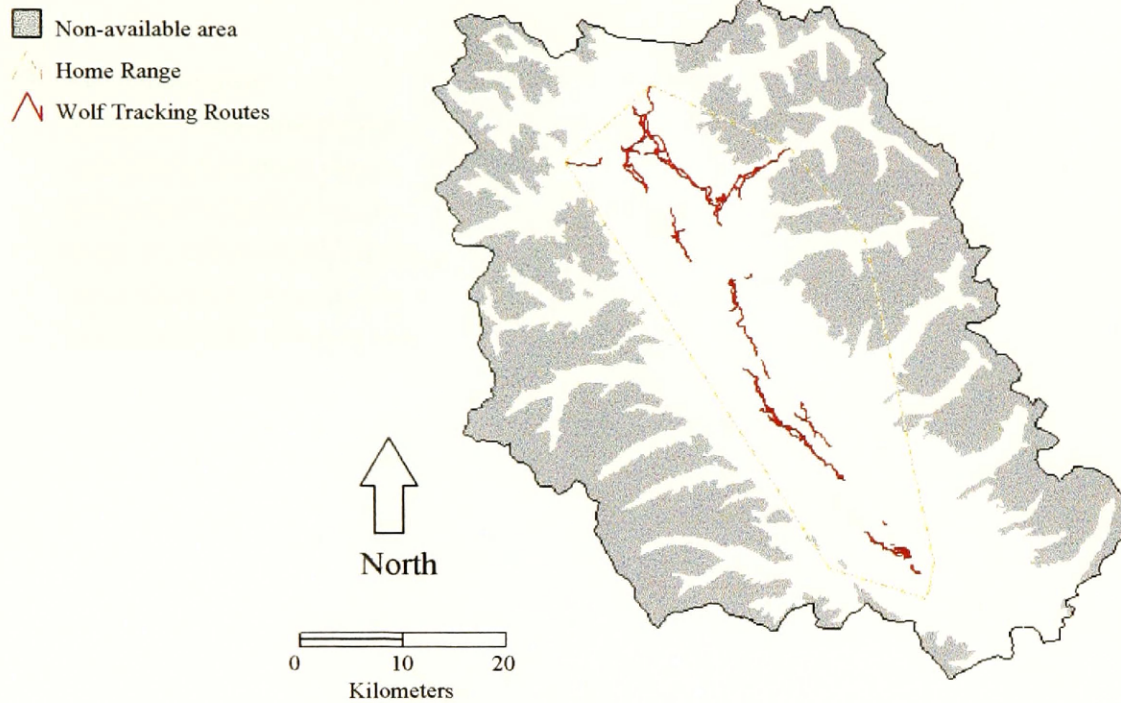 Non-available area
Home Range
Wolf Tracking Routes
North
0 10 20
Kilometers